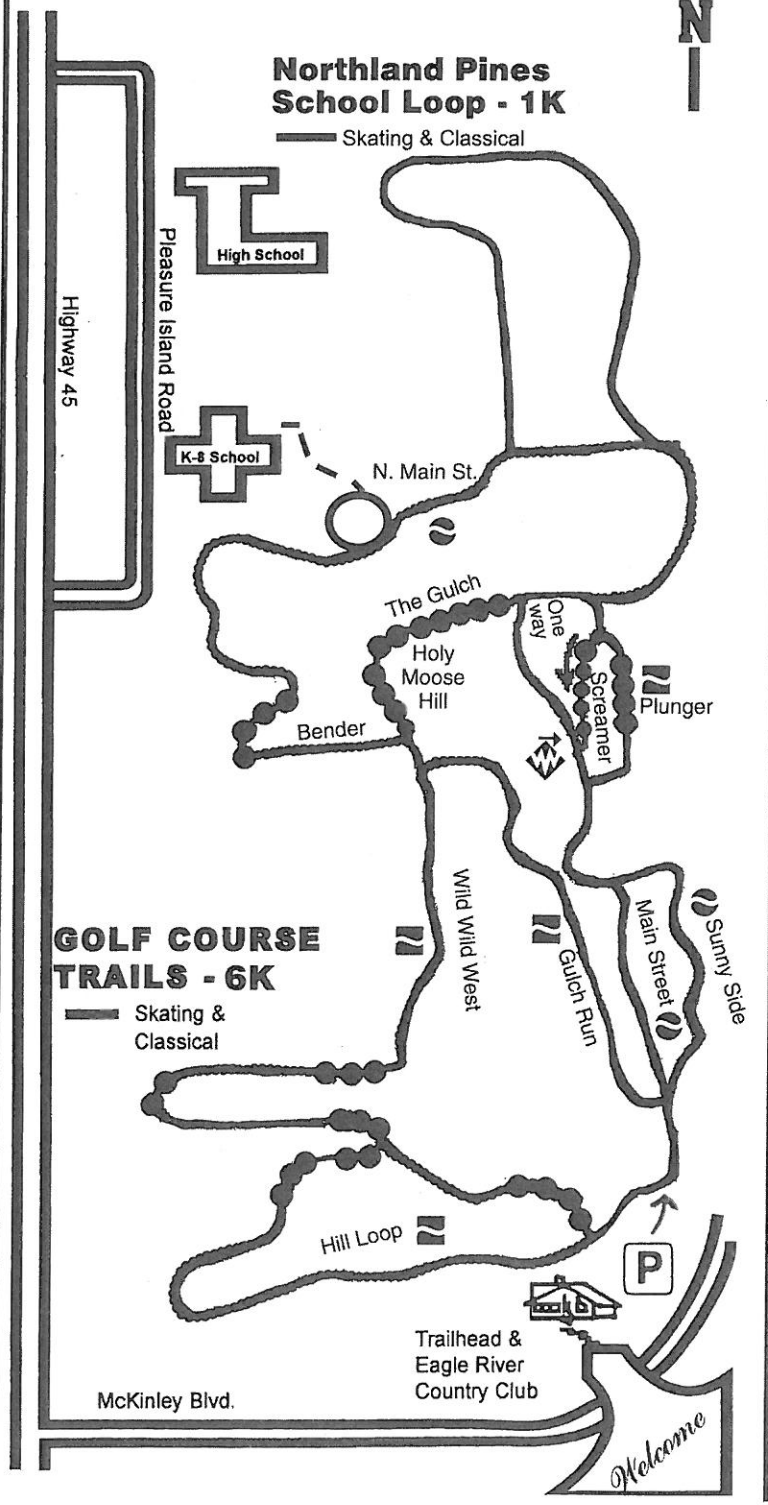 N
Northland Pines
School Loop - 1K
Skating & Classical
High School
Pleasure Island Road
Highway 45
K-8 School
N. Main St.
The Gulch
One
way
Holy
Moose
Hill
Screamer
Plunger
Bender
Wild Wild West
Gulch Run
Main Street
Sunny Side
GOLF COURSE
TRAILS - 6K
Skating &
Classical
Hill Loop
P
Trailhead &
Eagle River
Country Club
McKinley Blvd.
Welcome